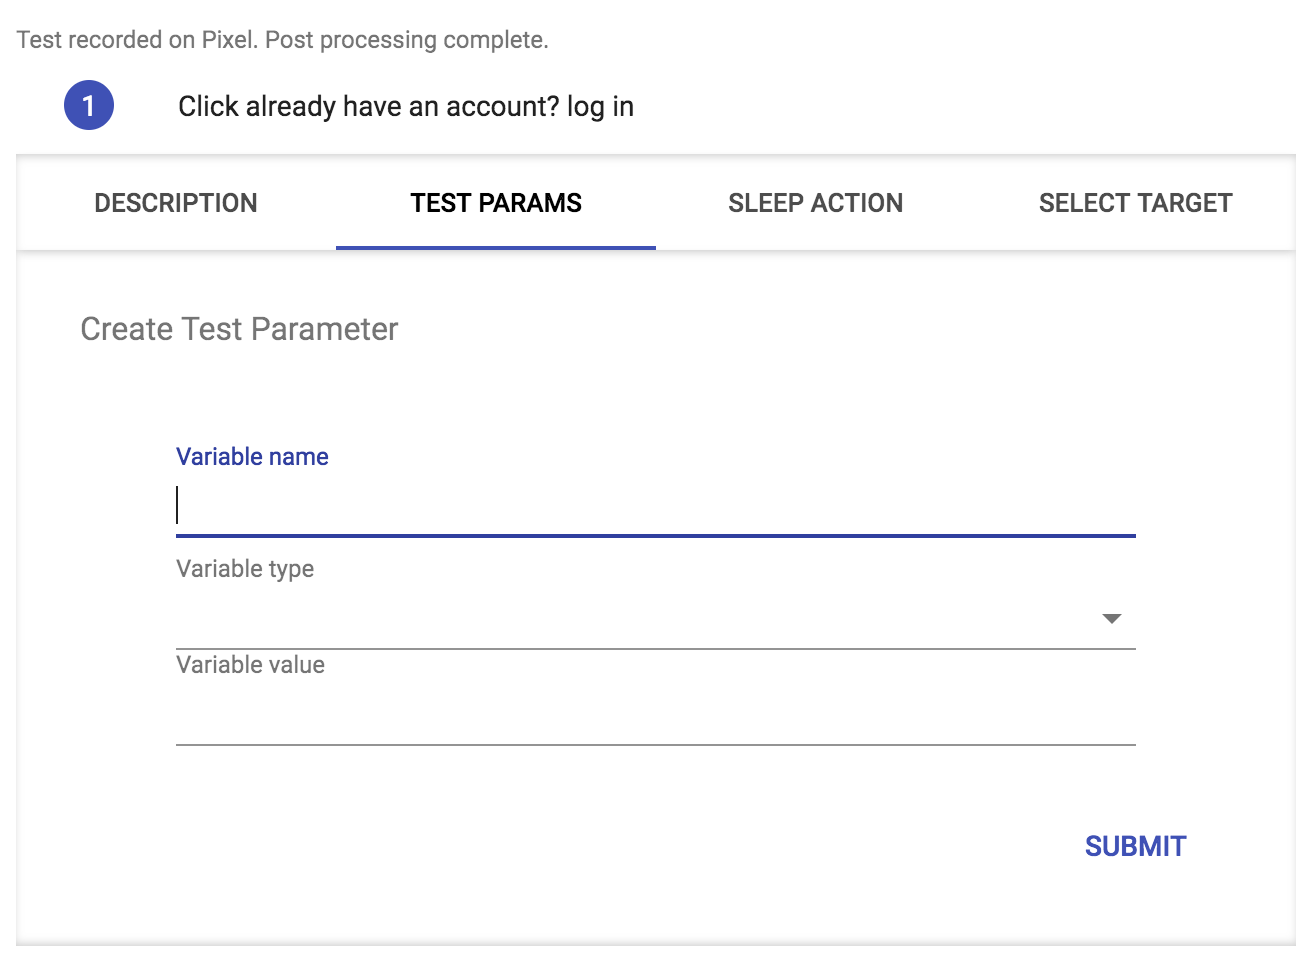 Test recorded on Pixel. Post processing complete.
1 Click already have an account? log in
DESCRIPTION TEST PARAMS SLEEP ACTION SELECT TARGET
Create Test Parameter
Variable name
Variable type
Variable value
SUBMIT